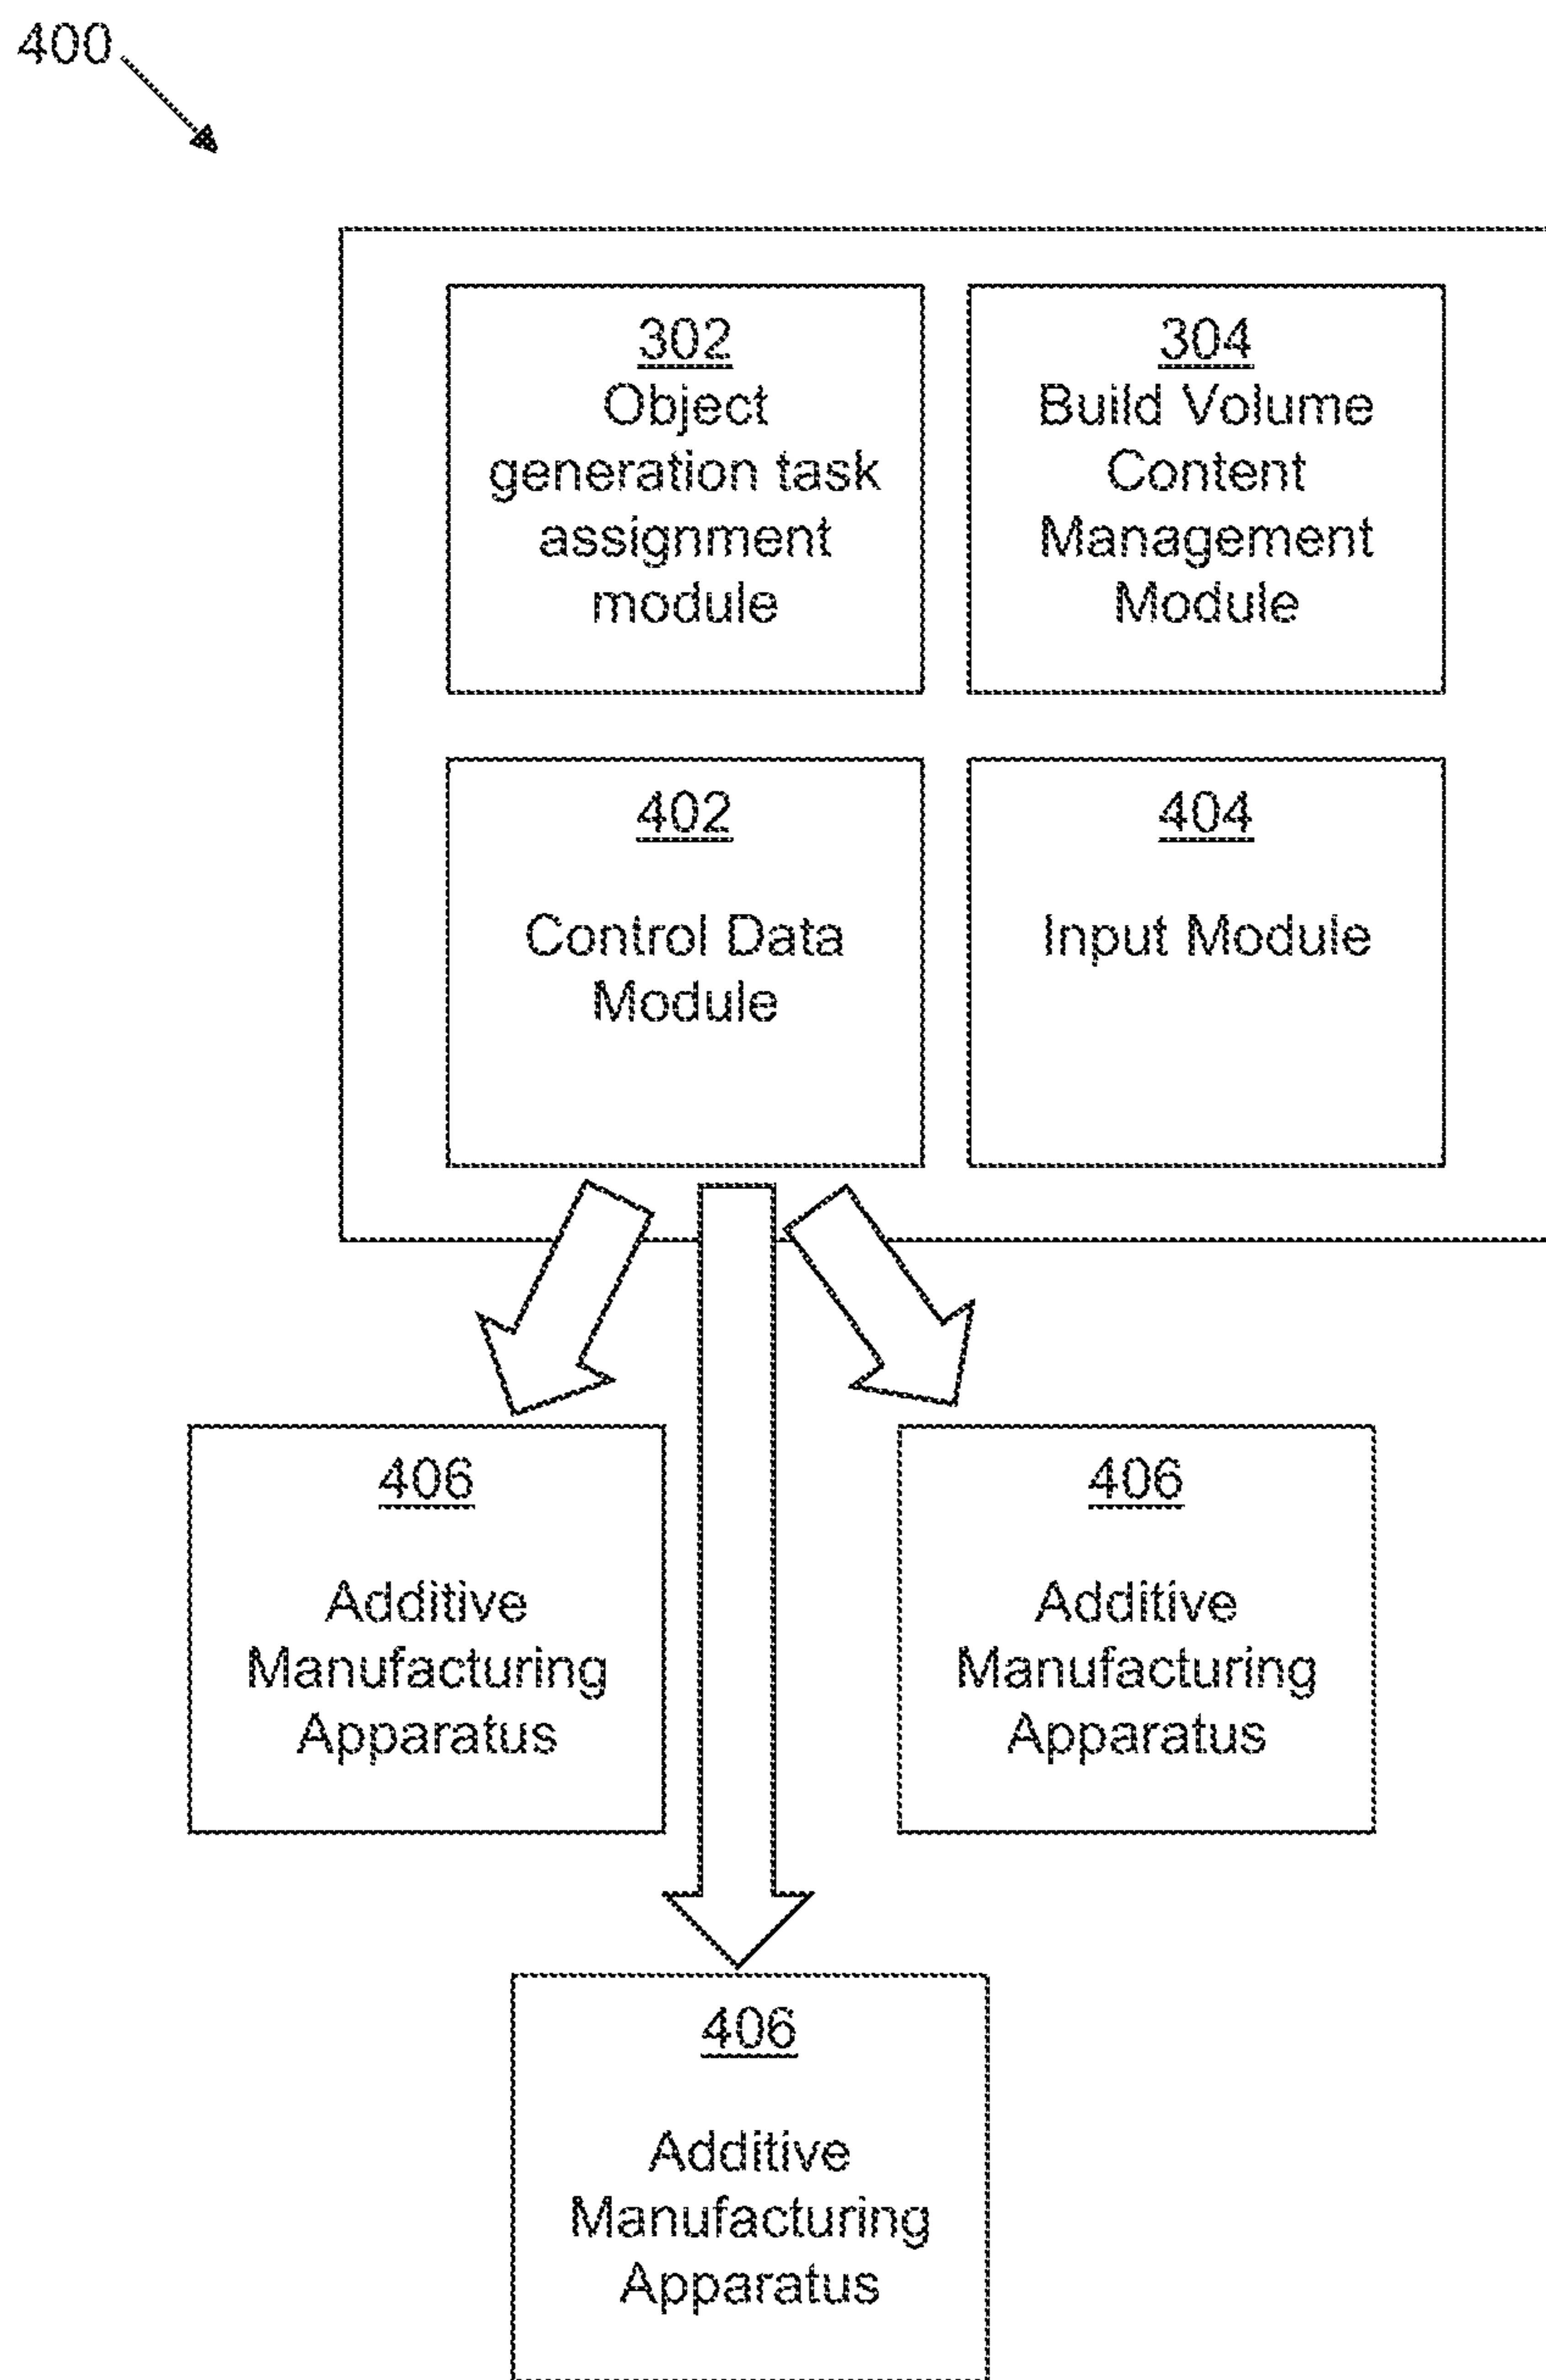 400
302
Object
generation task
assignment
module
304
Build Volume
Content
Management
Module
402
Control Data
Module
404
Input Module
406
Additive
Manufacturing
Apparatus
406
Additive
Manufacturing
Apparatus
406
Additive
Manufacturing
Apparatus